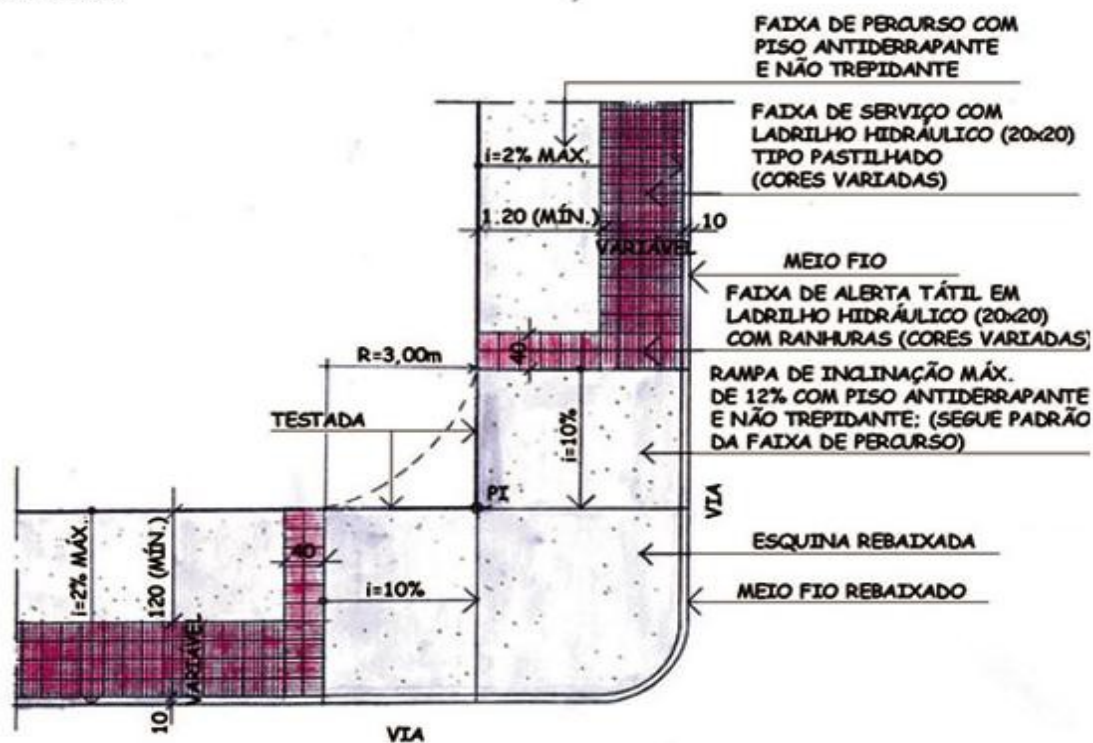 FAIXA DE PERCURSO COM
PISO ANTIDERRAPANTE
E NÃO TREPIDANTE
FAIXA DE SERVIÇO COM
LADRILHO HIDRÁULICO (20x20)
TIPO PASTILHADO
(CORES VARIADAS)
i=2% MÁX.
1.20 (MÍN.)
10
VARIÁVEL
MEIO FIO
FAIXA DE ALERTA TÁTIL EM
LADRILHO HIDRÁULICO (20x20)
COM RANHURAS (CORES VARIADAS)
R=3,00m
40
RAMPA DE INCLINAÇÃO MÁX.
DE 12% COM PISO ANTIDERRAPANTE
E NÃO TREPIDANTE; (SEGUE PADRÃO
DA FAIXA DE PERCURSO)
TESTADA
i=10%
PI
VIA
i=2% MÁX.
120 (MÍN.)
40
ESQUINA REBAIXADA
i=10%
MEIO FIO REBAIXADO
VARIÁVEL
10
VIA